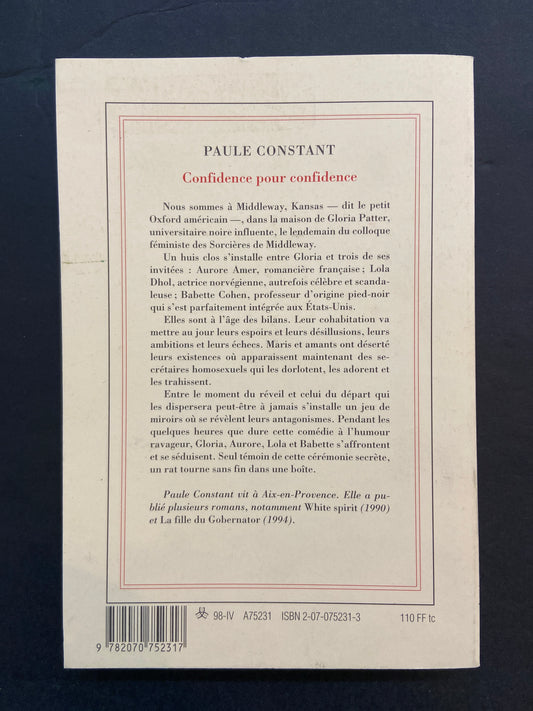 PAULE CONSTANT
Confidence pour confidence
Nous sommes à Middleway, Kansas — dit le petit
Oxford américain —, dans la maison de Gloria Patter,
universitaire noire influente, le lendemain du colloque
féministe des Sorcières de Middleway.
Un huis clos s'installe entre Gloria et trois de ses
invitées : Aurore Amer, romancière française ; Lola
Dhol, actrice norvégienne, autrefois célèbre et scanda-
leuse ; Babette Cohen, professeur d'origine pied-noir
qui s'est parfaitement intégrée aux États-Unis.
Elles sont à l'âge des bilans. Leur cohabitation va
mettre au jour leurs espoirs et leurs désillusions, leurs
ambitions et leurs échecs. Maris et amants ont déserté
leurs existences où apparaissent maintenant des se-
crétaires homosexuels qui les dorlotent, les adorent et
les trahissent.
Entre le moment du réveil et celui du départ qui
les dispersera peut-être à jamais s'installe un jeu de
miroirs où se révèlent leurs antagonismes. Pendant les
quelques heures que dure cette comédie à l'humour
ravageur, Gloria, Aurore, Lola et Babette s'affrontent
et se séduisent. Seul témoin de cette cérémonie secrète,
un rat tourne sans fin dans une boîte.
Paule Constant vit à Aix-en-Provence. Elle a pu-
blié plusieurs romans, notamment White spirit (1990)
et La fille du Gobernator (1994).
98-IV A75231 ISBN 2-07-075231-3 110 FF tc
9 782070 752317